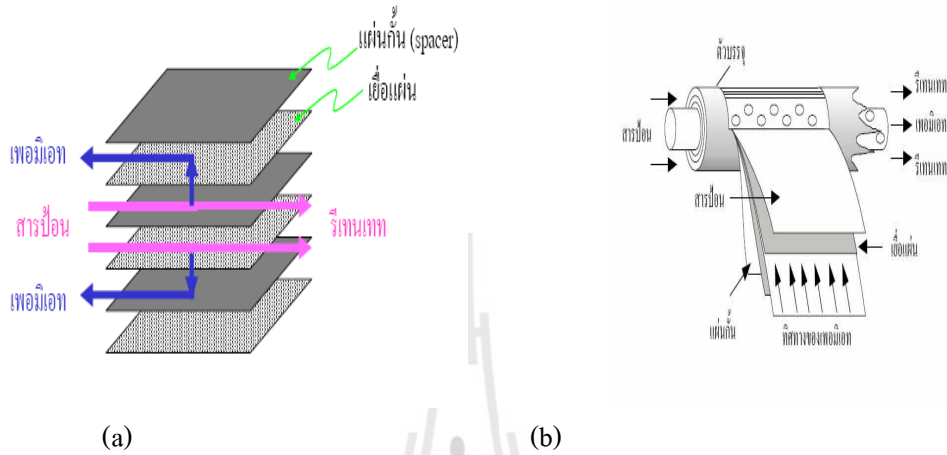 แผ่นกั้น (spacer)
เยื่อแผ่น
เพอมิเอท
สารป้อน
รีเทนเทท
เพอมิเอท
(a)
ตัวบรรจุ
สารป้อน
รีเทนเทท
เพอมิเอท
รีเทนเทท
สารป้อน
เยื่อแผ่น
แผ่นกั้น
ทิศทางของเพอมิเอท
(b)